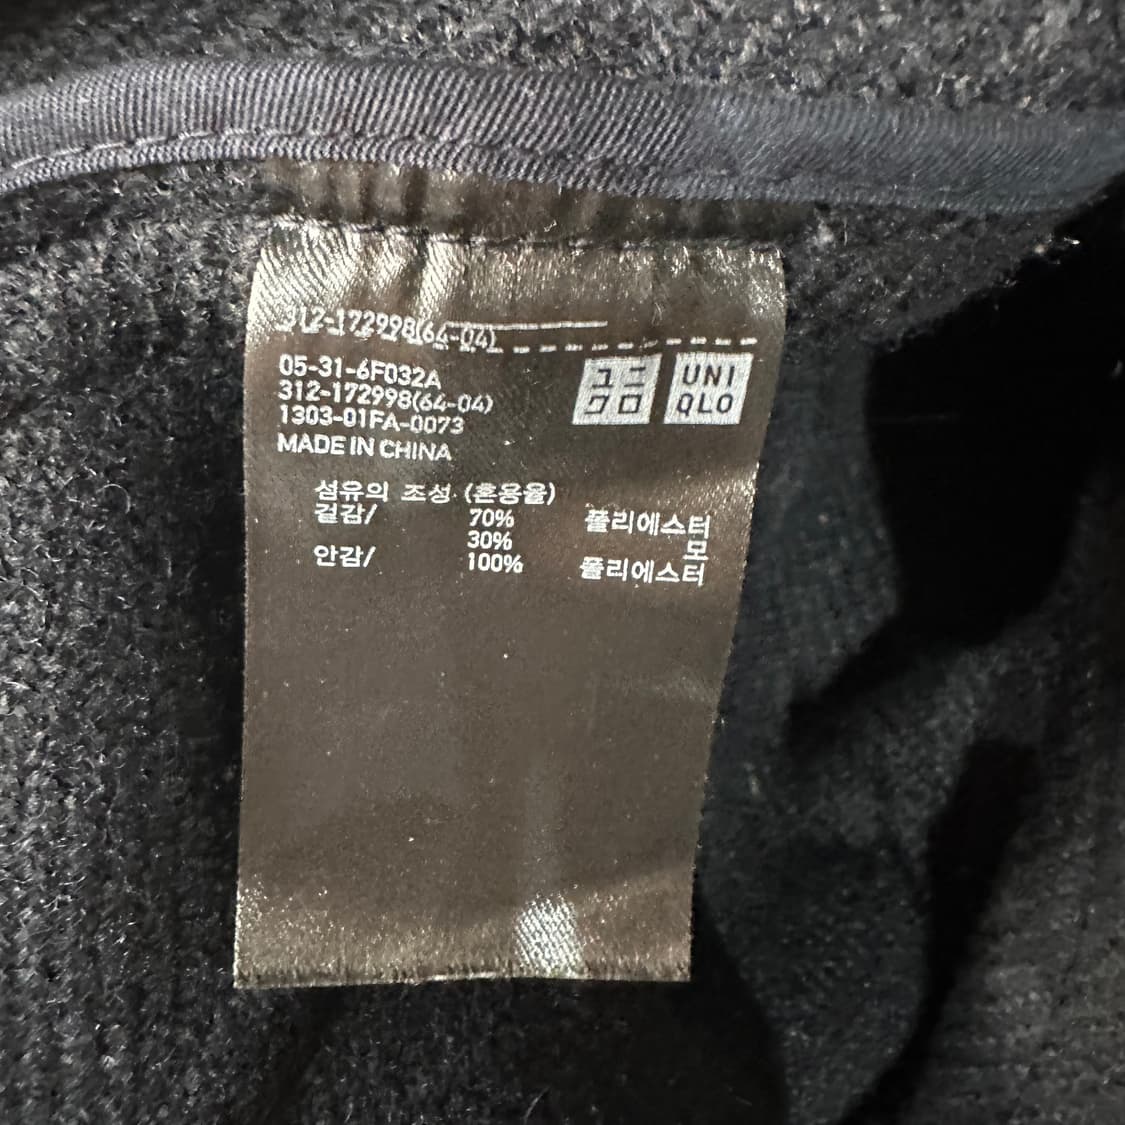 312-172998(64-04)
05-31-6F032A
312-172998(64-04)
1303-01FA-0073
MADE IN CHINA
ユニ
クロ
UNI
QLO
섬유의 조성 (혼용율)
겉감/ 70% 폴리에스터
30% 모
안감/ 100% 폴리에스터